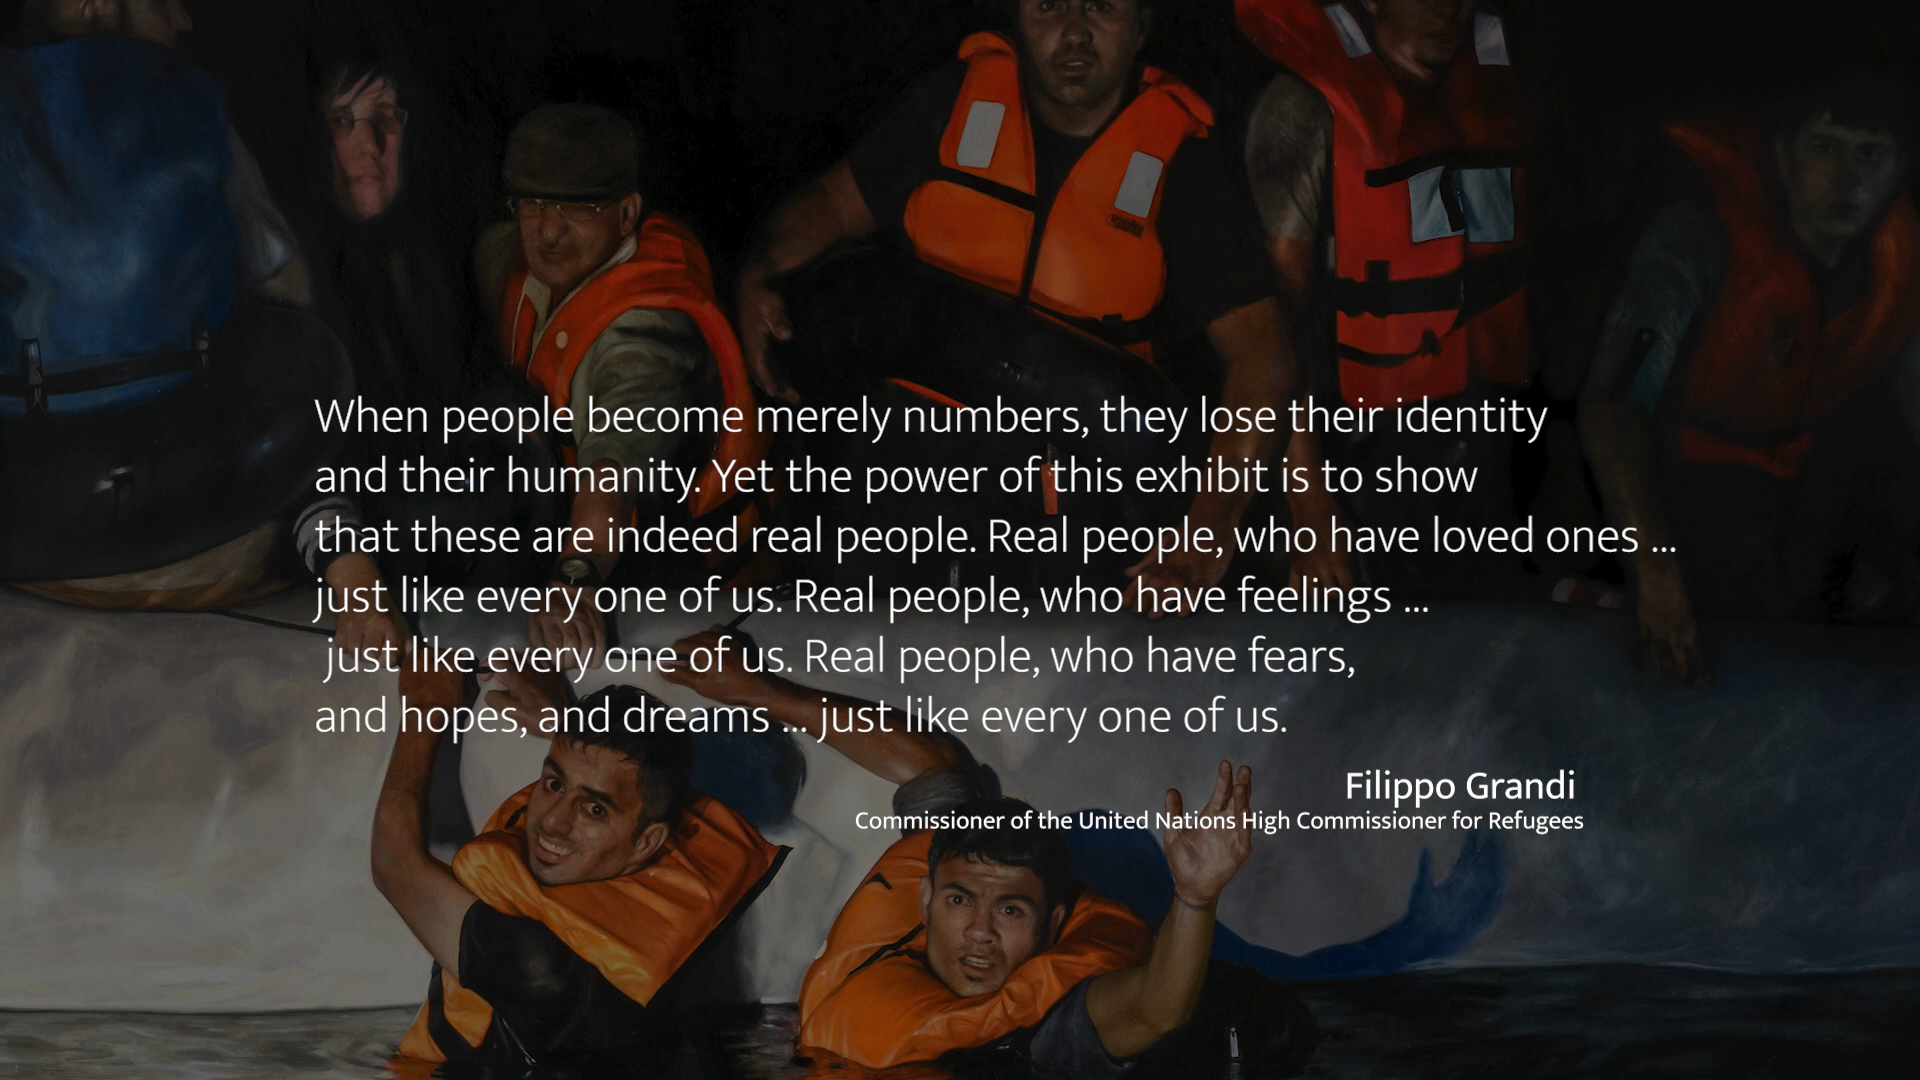 When people become merely numbers, they lose their identity
and their humanity. Yet the power of this exhibit is to show
that these are indeed real people. Real people, who have loved ones ...
just like every one of us. Real people, who have feelings ...
just like every one of us. Real people, who have fears,
and hopes, and dreams ... just like every one of us.
Filippo Grandi
Commissioner of the United Nations High Commissioner for Refugees